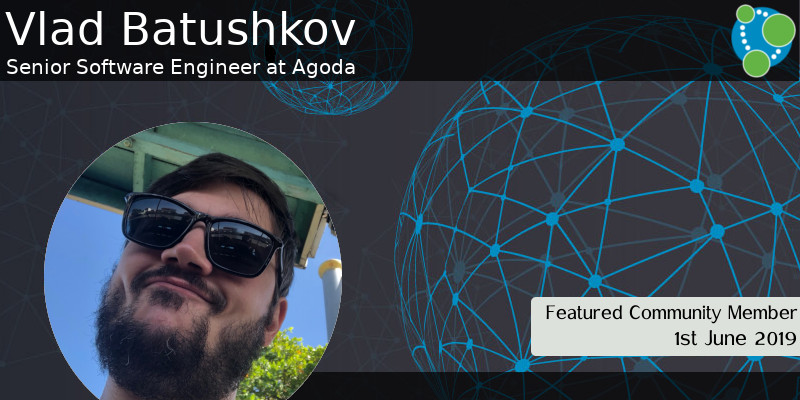 Vlad Batushkov
Senior Software Engineer at Agoda
Featured Community Member
1st June 2019